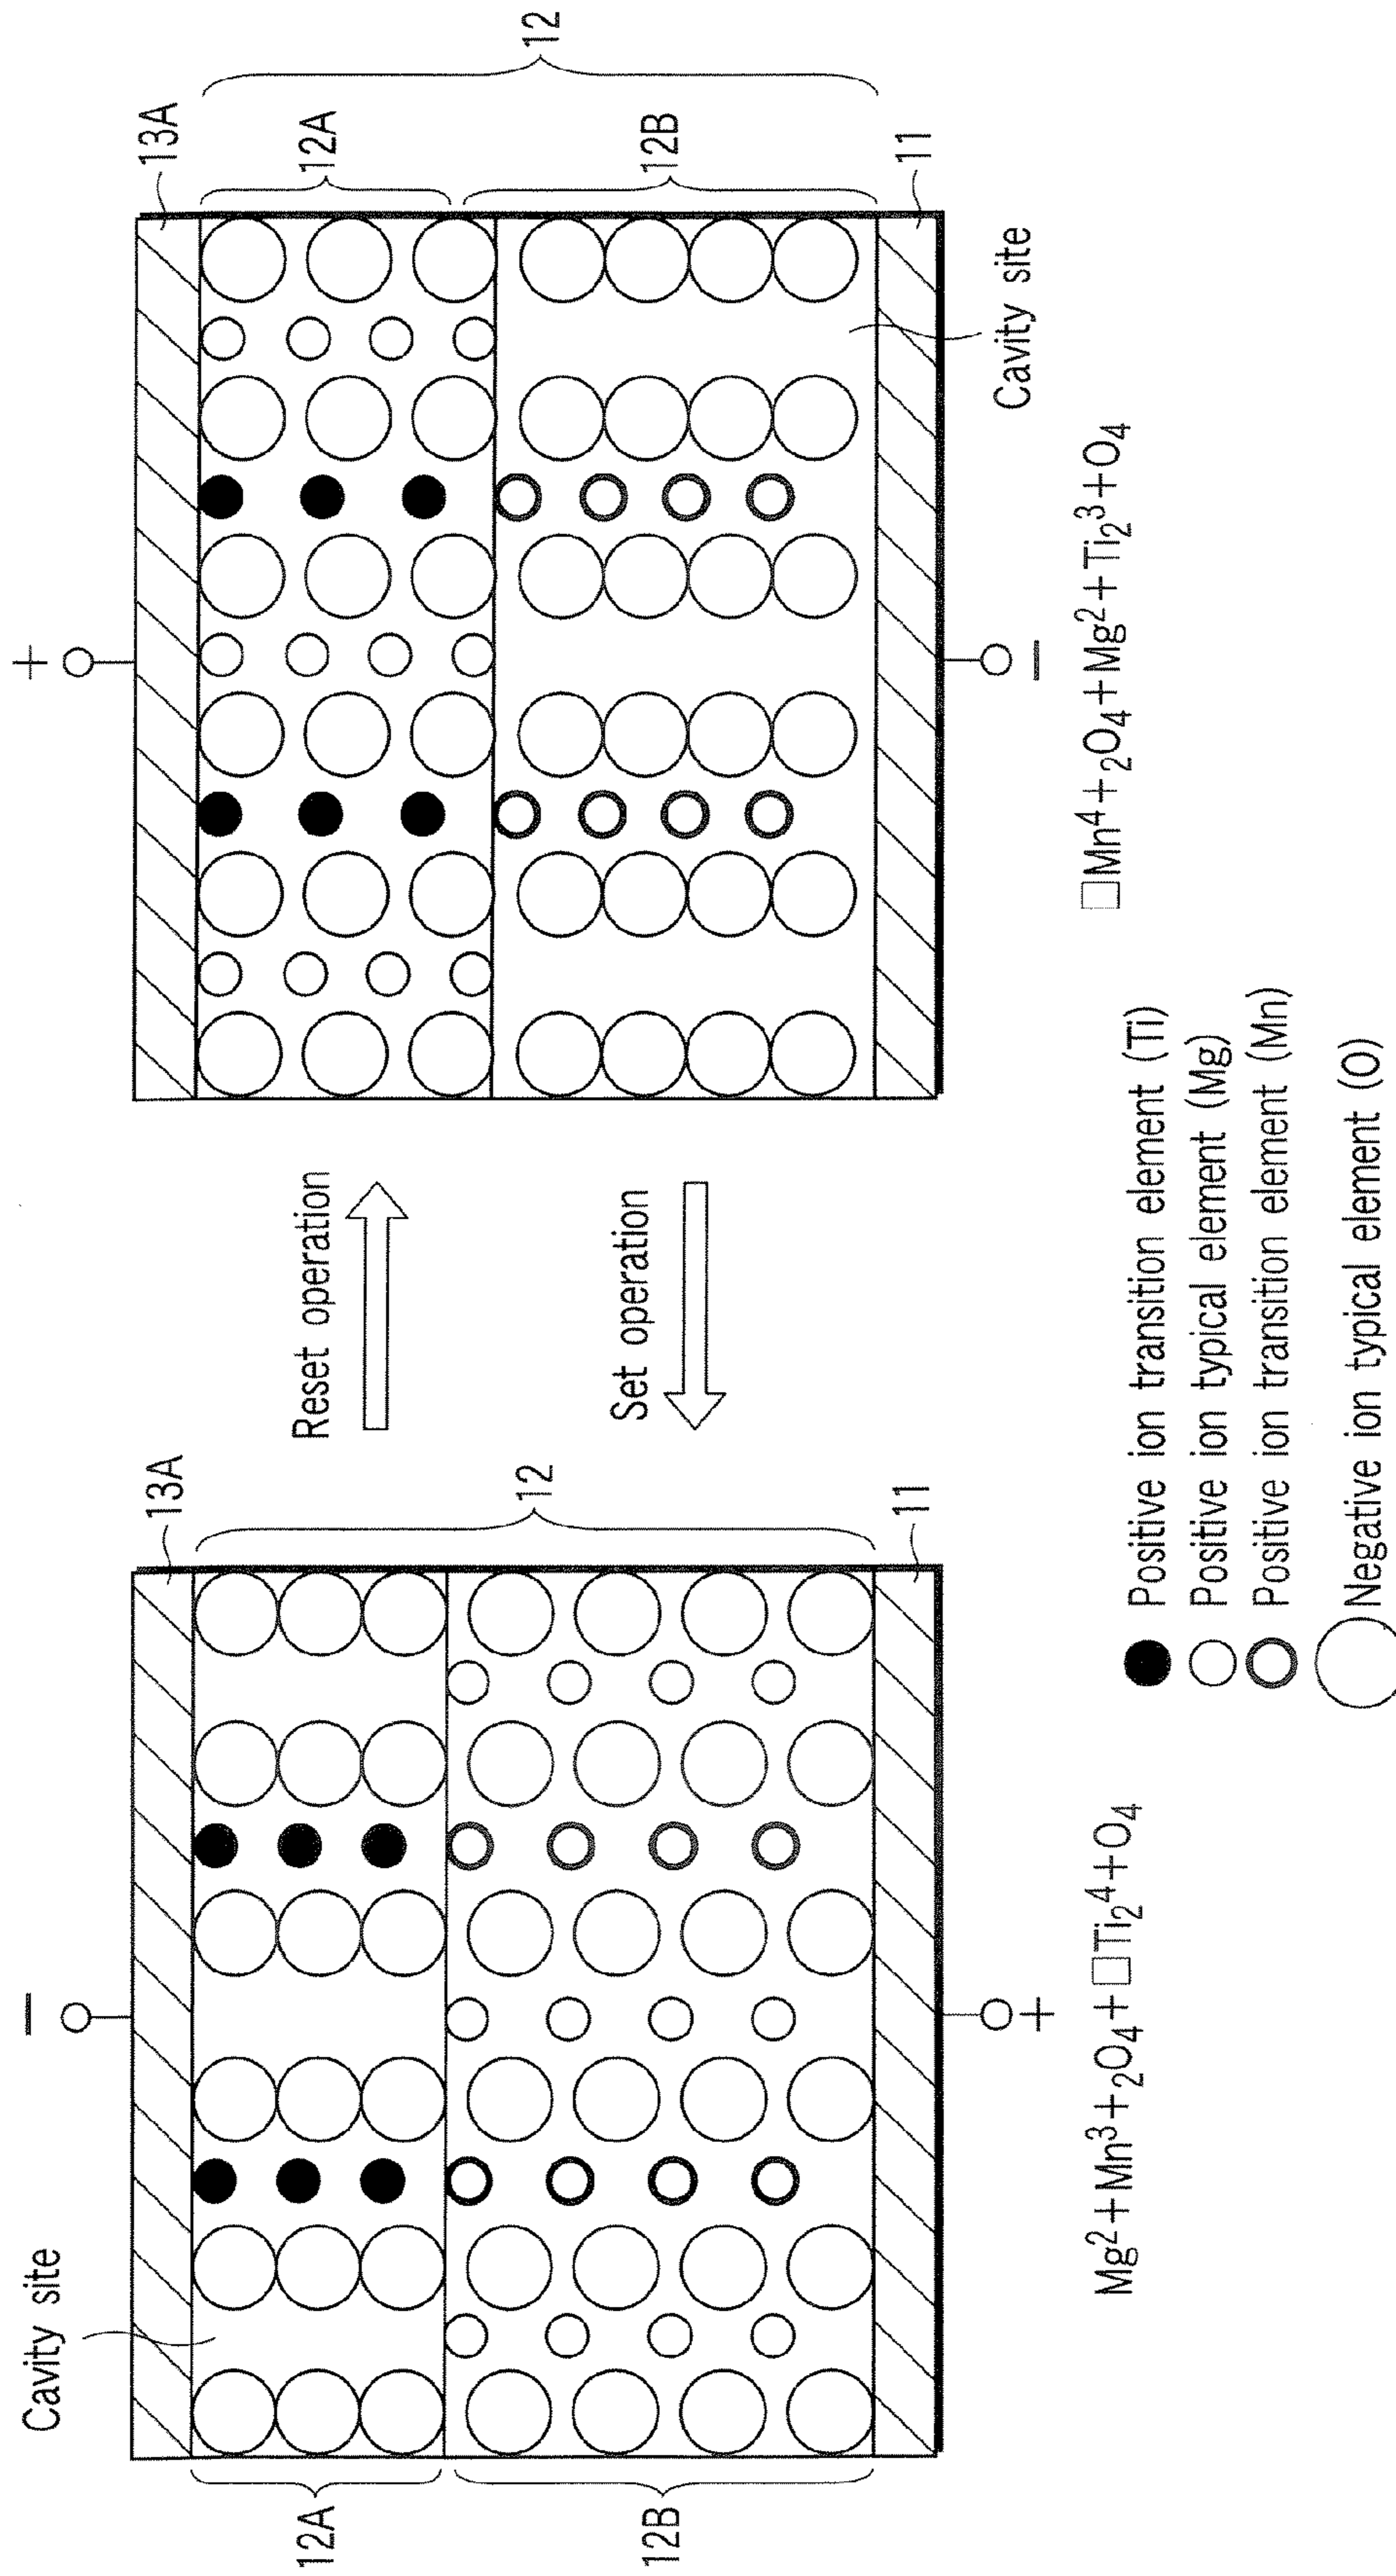 Cavity site
−
13A
12A
12
12B
11
+
Mg2+Mn3+2O4+□Ti24+O4
Reset operation
Set operation
+
13A
12A
12
12B
11
−
Cavity site
□Mn4+2O4+Mg2+Ti23+O4
Positive ion transition element (Ti)
Positive ion typical element (Mg)
Positive ion transition element (Mn)
Negative ion typical element (O)